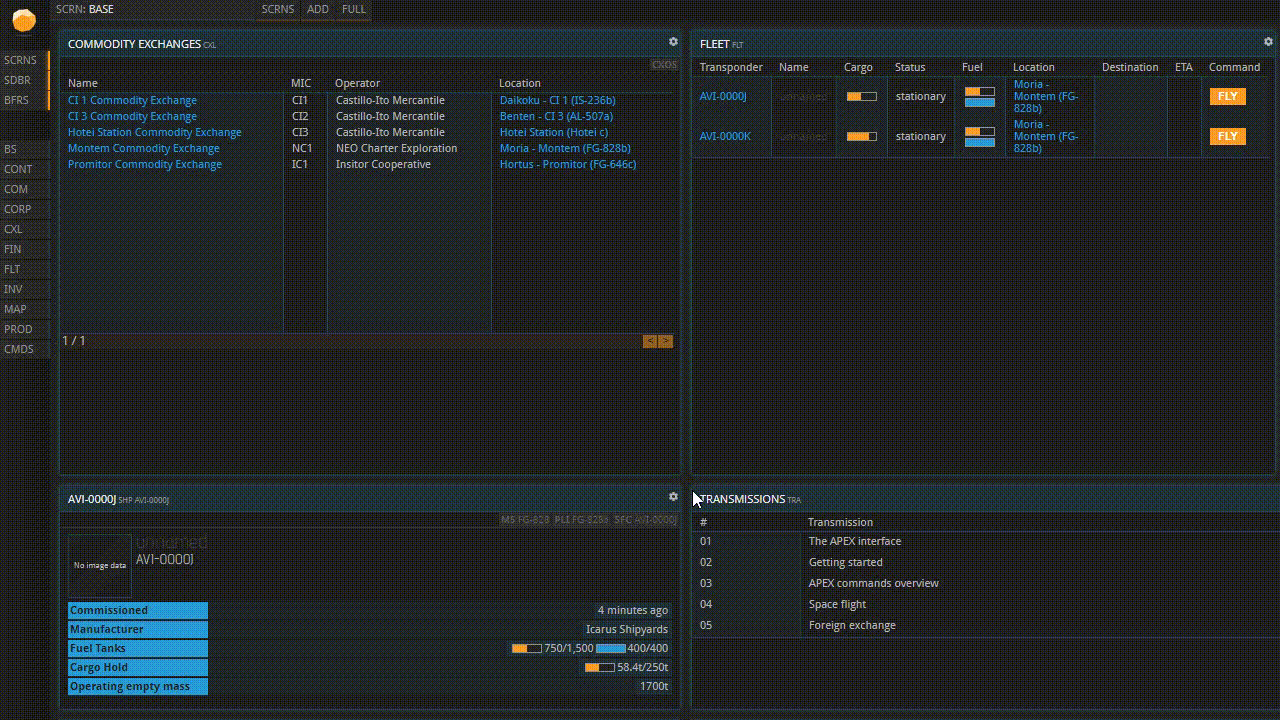 SCRN: BASE
SCRNS ADD FULL
SCRNS
SDBR
BFRS
BS
CONT
COM
CORP
CXL
FIN
FLT
INV
MAP
PROD
CMDS
COMMODITY EXCHANGES CXL
CXOS
Name MIC Operator Location
CI 1 Commodity Exchange CI1 Castillo-Ito Mercantile Daikoku - CI 1 (IS-236b)
CI 3 Commodity Exchange CI2 Castillo-Ito Mercantile Benten - CI 3 (AL-507a)
Hotei Station Commodity Exchange CI3 Castillo-Ito Mercantile Hotei Station (Hotei c)
Montem Commodity Exchange NC1 NEO Charter Exploration Moria - Montem (FG-828b)
Promitor Commodity Exchange IC1 Insitor Cooperative Hortus - Promitor (FG-646c)
1 / 1 < >
FLEET FLT
Transponder Name Cargo Status Fuel Location Destination ETA Command
AVI-0000J unnamed stationary Moria - Montem (FG-828b) FLY
AVI-0000K unnamed stationary Moria - Montem (FG-828b) FLY
AVI-0000J SHP AVI-0000J
MS FG-828 PLI FG-828b SFC AVI-0000J
No image data
unnamed
AVI-0000J
Commissioned 4 minutes ago
Manufacturer Icarus Shipyards
Fuel Tanks 750/1,500 400/400
Cargo Hold 58.4t/250t
Operating empty mass 1700t
TRANSMISSIONS TRA
# Transmission
01 The APEX interface
02 Getting started
03 APEX commands overview
04 Space flight
05 Foreign exchange